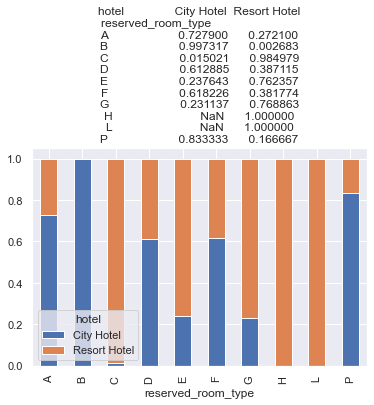 hotel City Hotel Resort Hotel
reserved_room_type
A 0.727900 0.272100
B 0.997317 0.002683
C 0.015021 0.984979
D 0.612885 0.387115
E 0.237643 0.762357
F 0.618226 0.381774
G 0.231137 0.768863
H NaN 1.000000
L NaN 1.000000
P 0.833333 0.166667
1.0
0.8
0.6
0.4
0.2
0.0
hotel
City Hotel
Resort Hotel
A B C D E F G H L P
reserved_room_type